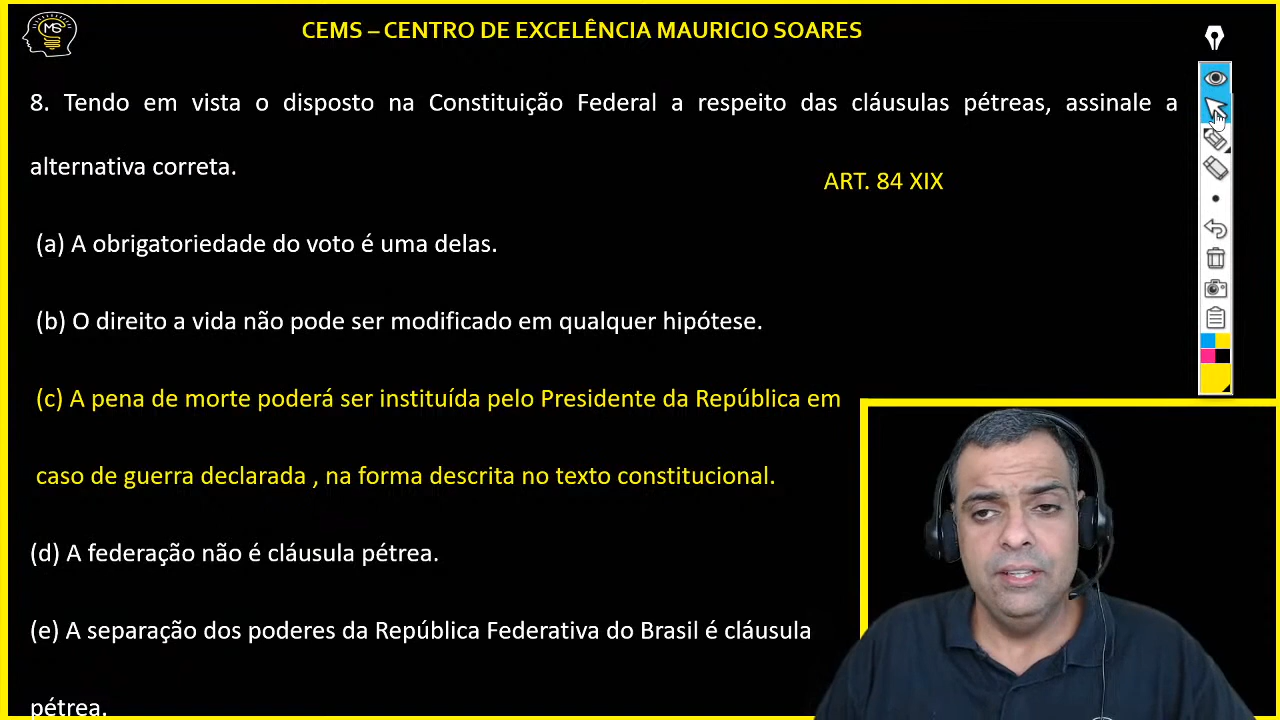 CEMS – CENTRO DE EXCELÊNCIA MAURICIO SOARES
MS
8. Tendo em vista o disposto na Constituição Federal a respeito das cláusulas pétreas, assinale a
alternativa correta.
ART. 84 XIX
(a) A obrigatoriedade do voto é uma delas.
(b) O direito a vida não pode ser modificado em qualquer hipótese.
(c) A pena de morte poderá ser instituída pelo Presidente da República em
caso de guerra declarada , na forma descrita no texto constitucional.
(d) A federação não é cláusula pétrea.
(e) A separação dos poderes da República Federativa do Brasil é cláusula
pétrea.